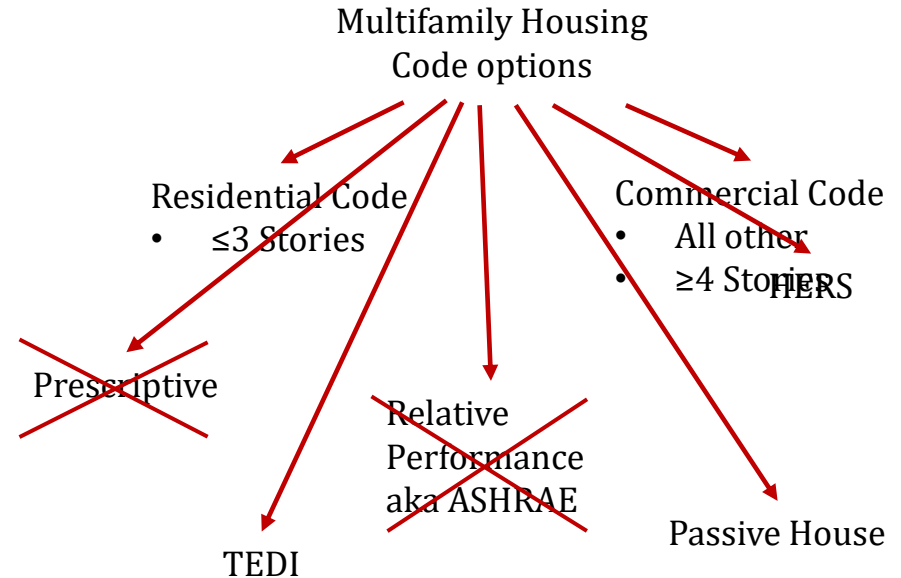 Multifamily Housing
Code options
Residential Code
• ≤3 Stories
Commercial Code
• All other
• ≥4 Stories
HERS
Prescriptive
Relative
Performance
aka ASHRAE
Passive House
TEDI